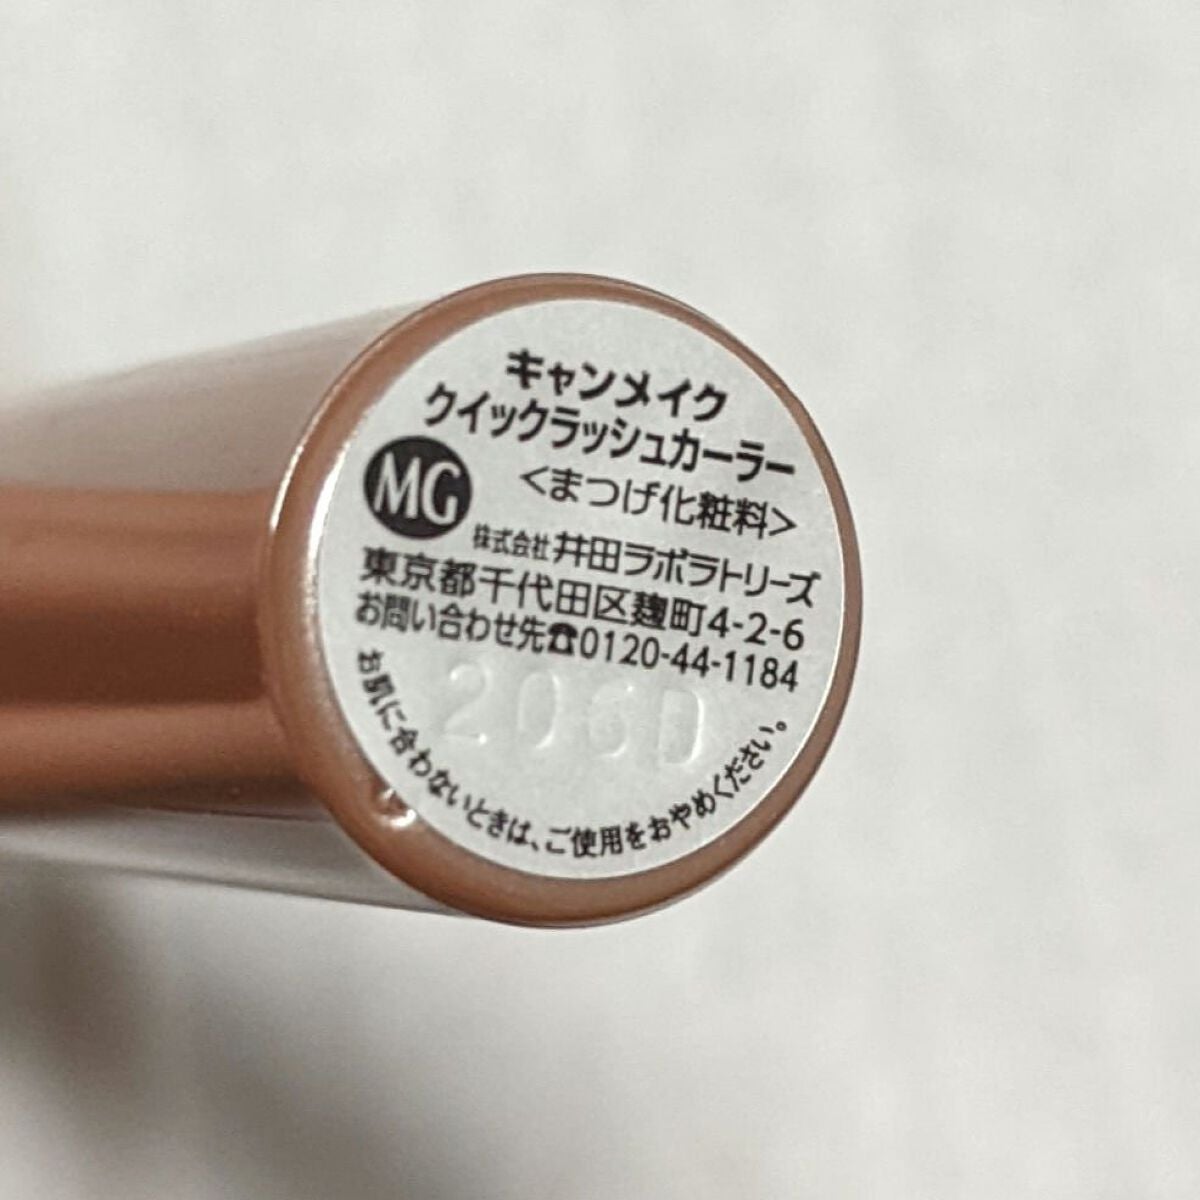 キャンメイク
クイックラッシュカーラー
MG
<まつげ化粧料>
株式会社 井田ラボラトリーズ
東京都千代田区麹町4-2-6
お問い合わせ先☎0120-44-1184
206D
お肌に合わないときは、ご使用をおやめください。